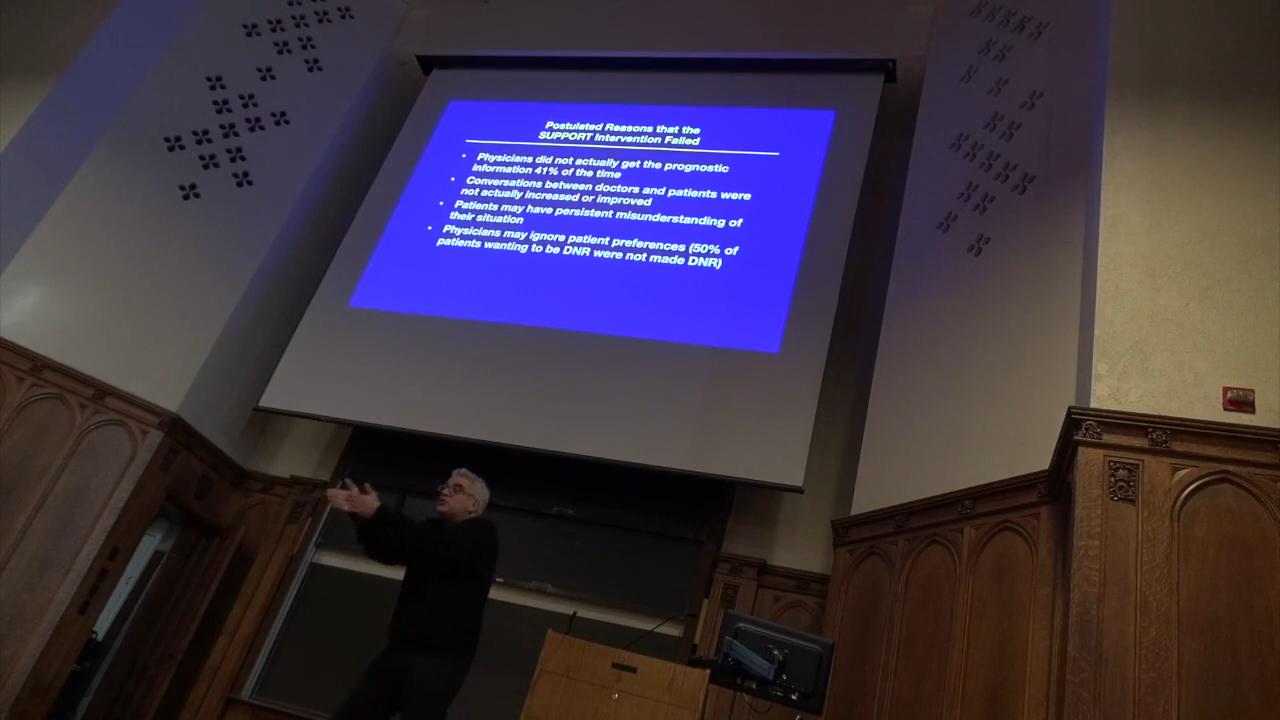 Postulated Reasons that the
SUPPORT Intervention Failed
• Physicians did not actually get the prognostic
information 41% of the time
• Conversations between doctors and patients were
not actually increased or improved
• Patients may have persistent misunderstanding of
their situation
• Physicians may ignore patient preferences (50% of
patients wanting to be DNR were not made DNR)